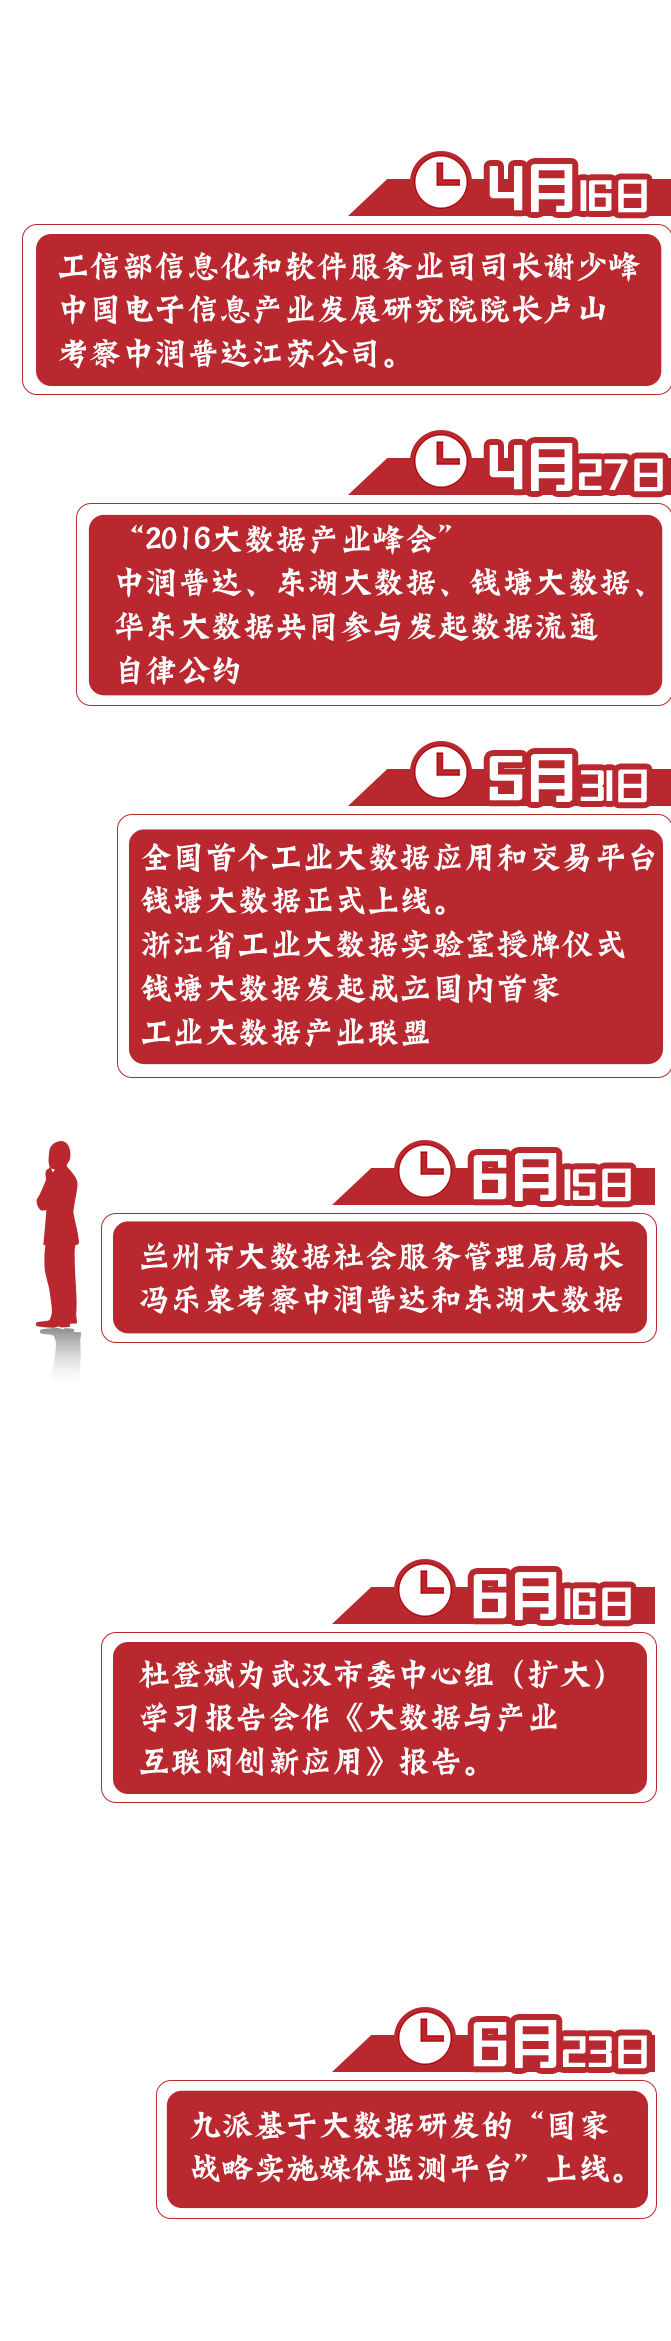 4月16日
工信部信息化和软件服务业司司长谢少峰
中国电子信息产业发展研究院院长卢山
考察中润普达江苏公司。
4月27日
“2016大数据产业峰会”
中润普达、东湖大数据、钱塘大数据、
华东大数据共同参与发起数据流通
自律公约
5月31日
全国首个工业大数据应用和交易平台
钱塘大数据正式上线。
浙江省工业大数据实验室授牌仪式
钱塘大数据发起成立国内首家
工业大数据产业联盟
6月15日
兰州市大数据社会服务管理局局长
冯乐泉考察中润普达和东湖大数据
6月16日
杜登斌为武汉市委中心组（扩大）
学习报告会作《大数据与产业
互联网创新应用》报告。
6月23日
九派基于大数据研发的“国家
战略实施媒体监测平台”上线。